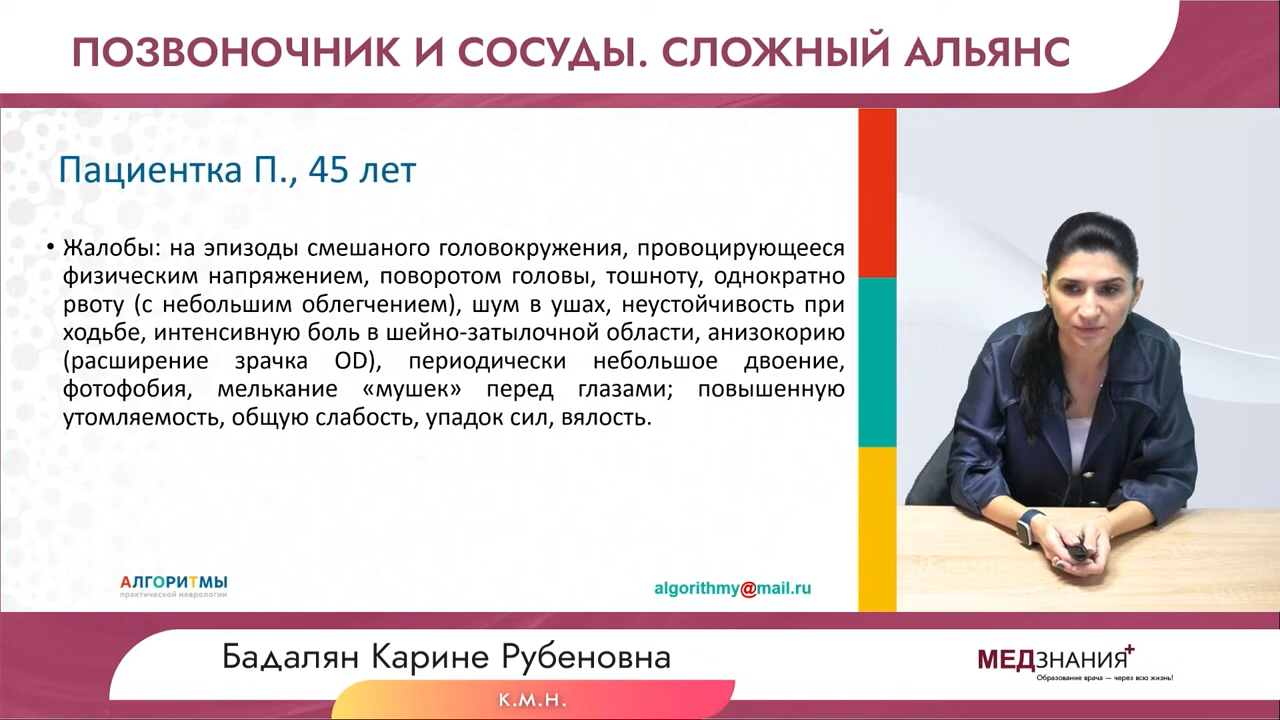 ПОЗВОНОЧНИК И СОСУДЫ. СЛОЖНЫЙ АЛЬЯНС
Пациентка П., 45 лет
• Жалобы: на эпизоды смешаного головокружения, провоцирующееся
физическим напряжением, поворотом головы, тошноту, однократно
рвоту (с небольшим облегчением), шум в ушах, неустойчивость при
ходьбе, интенсивную боль в шейно-затылочной области, анизокорию
(расширение зрачка OD), периодически небольшое двоение,
фотофобия, мелькание «мушек» перед глазами; повышенную
утомляемость, общую слабость, упадок сил, вялость.
АЛГОРИТМЫ
практической неврологии
algorithmy@mail.ru
Бадалян Карине Рубеновна
к.м.н.
МЕДЗНАНИЯ+
Образование врача — через всю жизнь!